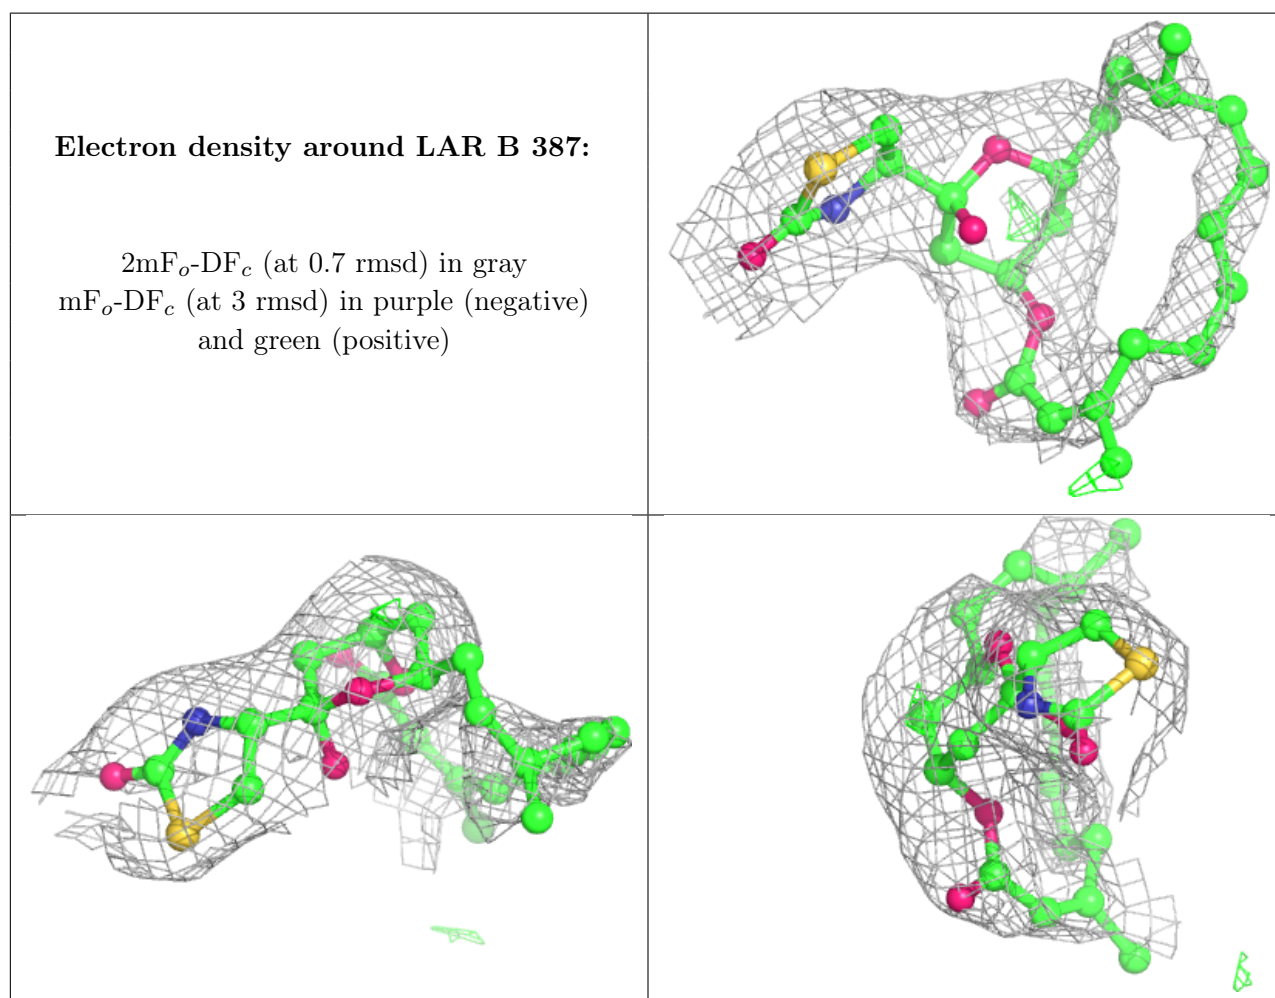 Electron density around LAR B 387:
2mFₒ-DF𝑐 (at 0.7 rmsd) in gray
mFₒ-DF𝑐 (at 3 rmsd) in purple (negative)
and green (positive)